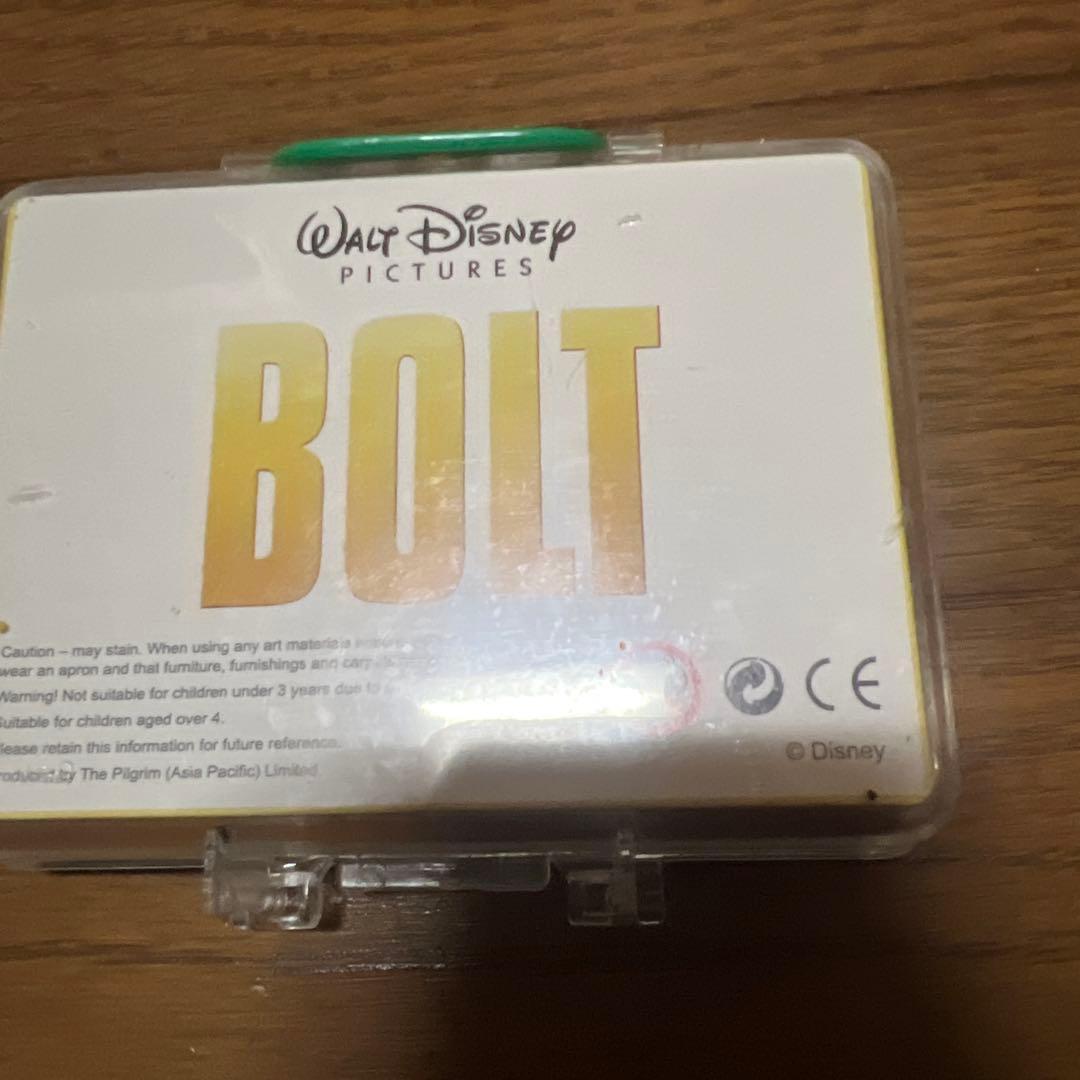 WALT DISNEY
PICTURES
BOLT
Caution – may stain. When using any art materials
wear an apron and that furniture, furnishings and
Warning! Not suitable for children under 3 years due to
Suitable for children aged over 4.
lease retain this information for future reference.
by The Pilgrim (Asia Pacific) Limited
CE
© Disney